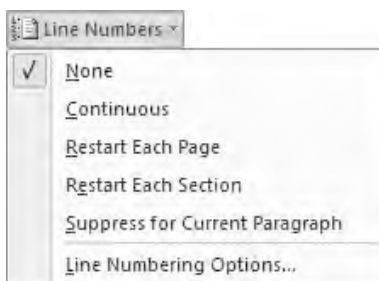 Line Numbers
None
Continuous
Restart Each Page
Restart Each Section
Suppress for Current Paragraph
Line Numbering Options...